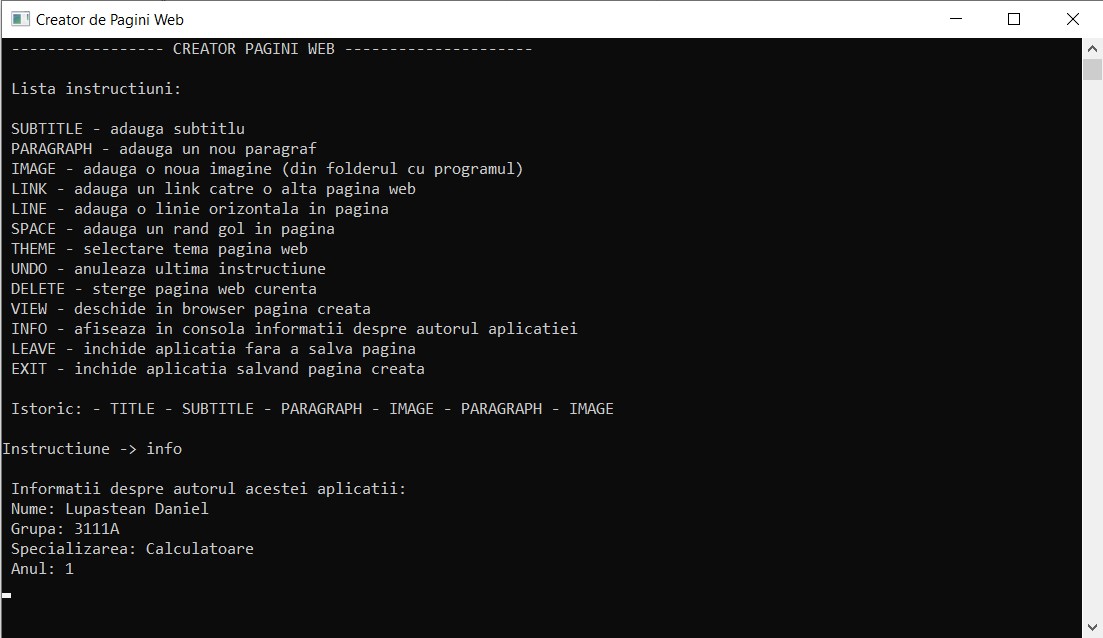 Creator de Pagini Web
----------------- CREATOR PAGINI WEB ---------------------
Lista instructiuni:
SUBTITLE - adauga subtitlu
PARAGRAPH - adauga un nou paragraf
IMAGE - adauga o noua imagine (din folderul cu programul)
LINK - adauga un link catre o alta pagina web
LINE - adauga o linie orizontala in pagina
SPACE - adauga un rand gol in pagina
THEME - selectare tema pagina web
UNDO - anuleaza ultima instructiune
DELETE - sterge pagina web curenta
VIEW - deschide in browser pagina creata
INFO - afiseaza in consola informatii despre autorul aplicatiei
LEAVE - inchide aplicatia fara a salva pagina
EXIT - inchide aplicatia salvand pagina creata
Istoric: - TITLE - SUBTITLE - PARAGRAPH - IMAGE - PARAGRAPH - IMAGE
Instructiune -> info
Informatii despre autorul acestei aplicatii:
Nume: Lupastean Daniel
Grupa: 3111A
Specializarea: Calculatoare
Anul: 1